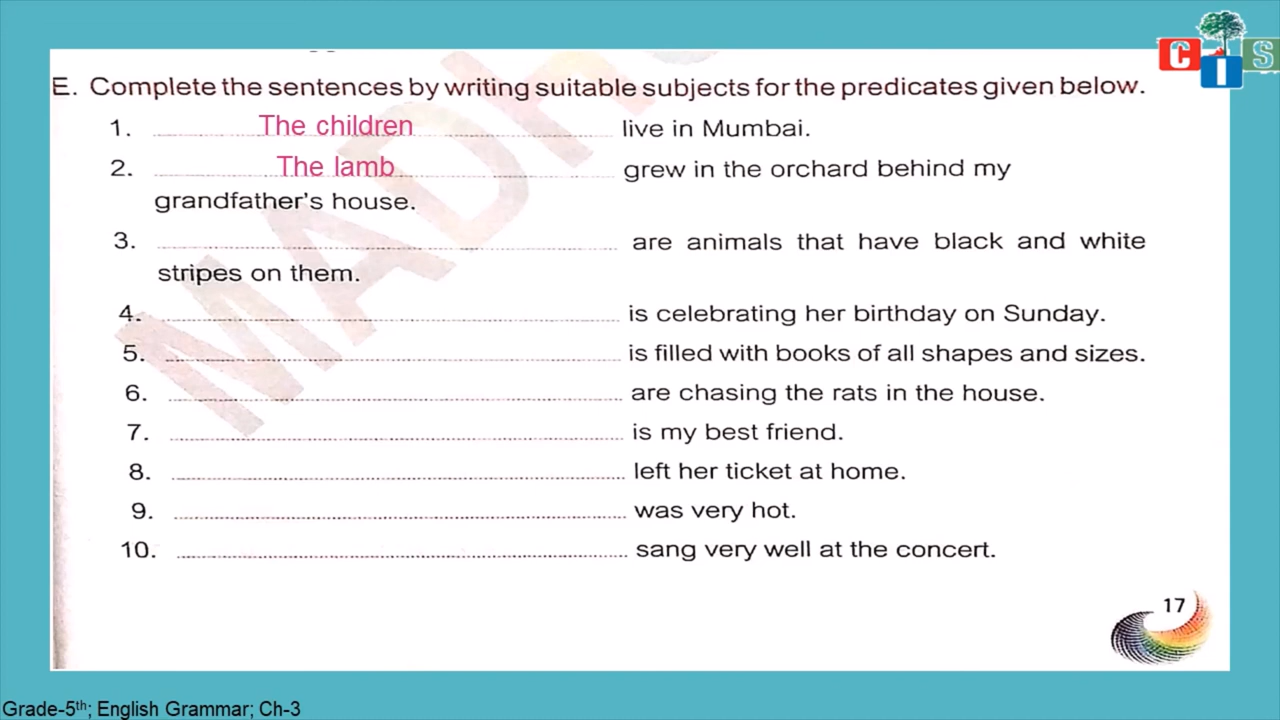 C I S
E. Complete the sentences by writing suitable subjects for the predicates given below.
1. The children live in Mumbai.
2. The lamb grew in the orchard behind my
grandfather's house.
3. are animals that have black and white
stripes on them.
4. is celebrating her birthday on Sunday.
5. is filled with books of all shapes and sizes.
6. are chasing the rats in the house.
7. is my best friend.
8. left her ticket at home.
9. was very hot.
10. sang very well at the concert.
17
Grade-5th; English Grammar; Ch-3